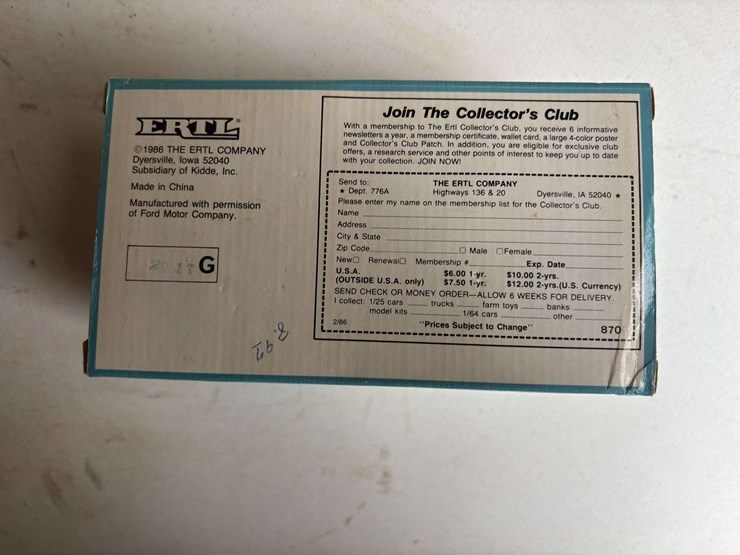 ERTL®
©1986 THE ERTL COMPANY
Dyersville, Iowa 52040
Subsidiary of Kidde, Inc.
Made in China
Manufactured with permission
of Ford Motor Company.
2017 G
8.97
Join The Collector's Club
With a membership to The Ertl Collector's Club, you receive 6 informative
newsletters a year, a membership certificate, wallet card, a large 4-color poster
and Collector's Club Patch. In addition, you are eligible for exclusive club
offers, a research service and other points of interest to keep you up to date
with your collection. JOIN NOW!
Send to: THE ERTL COMPANY
★ Dept. 776A Highways 136 & 20 Dyersville, IA 52040 ★
Please enter my name on the membership list for the Collector's Club.
Name
Address
City & State
Zip Code □ Male □ Female
New□ Renewal□ Membership # Exp. Date
U.S.A. $6.00 1-yr. $10.00 2-yrs.
(OUTSIDE U.S.A. only) $7.50 1-yr. $12.00 2-yrs.(U.S. Currency)
SEND CHECK OR MONEY ORDER—ALLOW 6 WEEKS FOR DELIVERY.
I collect: 1/25 cars trucks farm toys banks
model kits 1/64 cars other
2/86 "Prices Subject to Change" 870